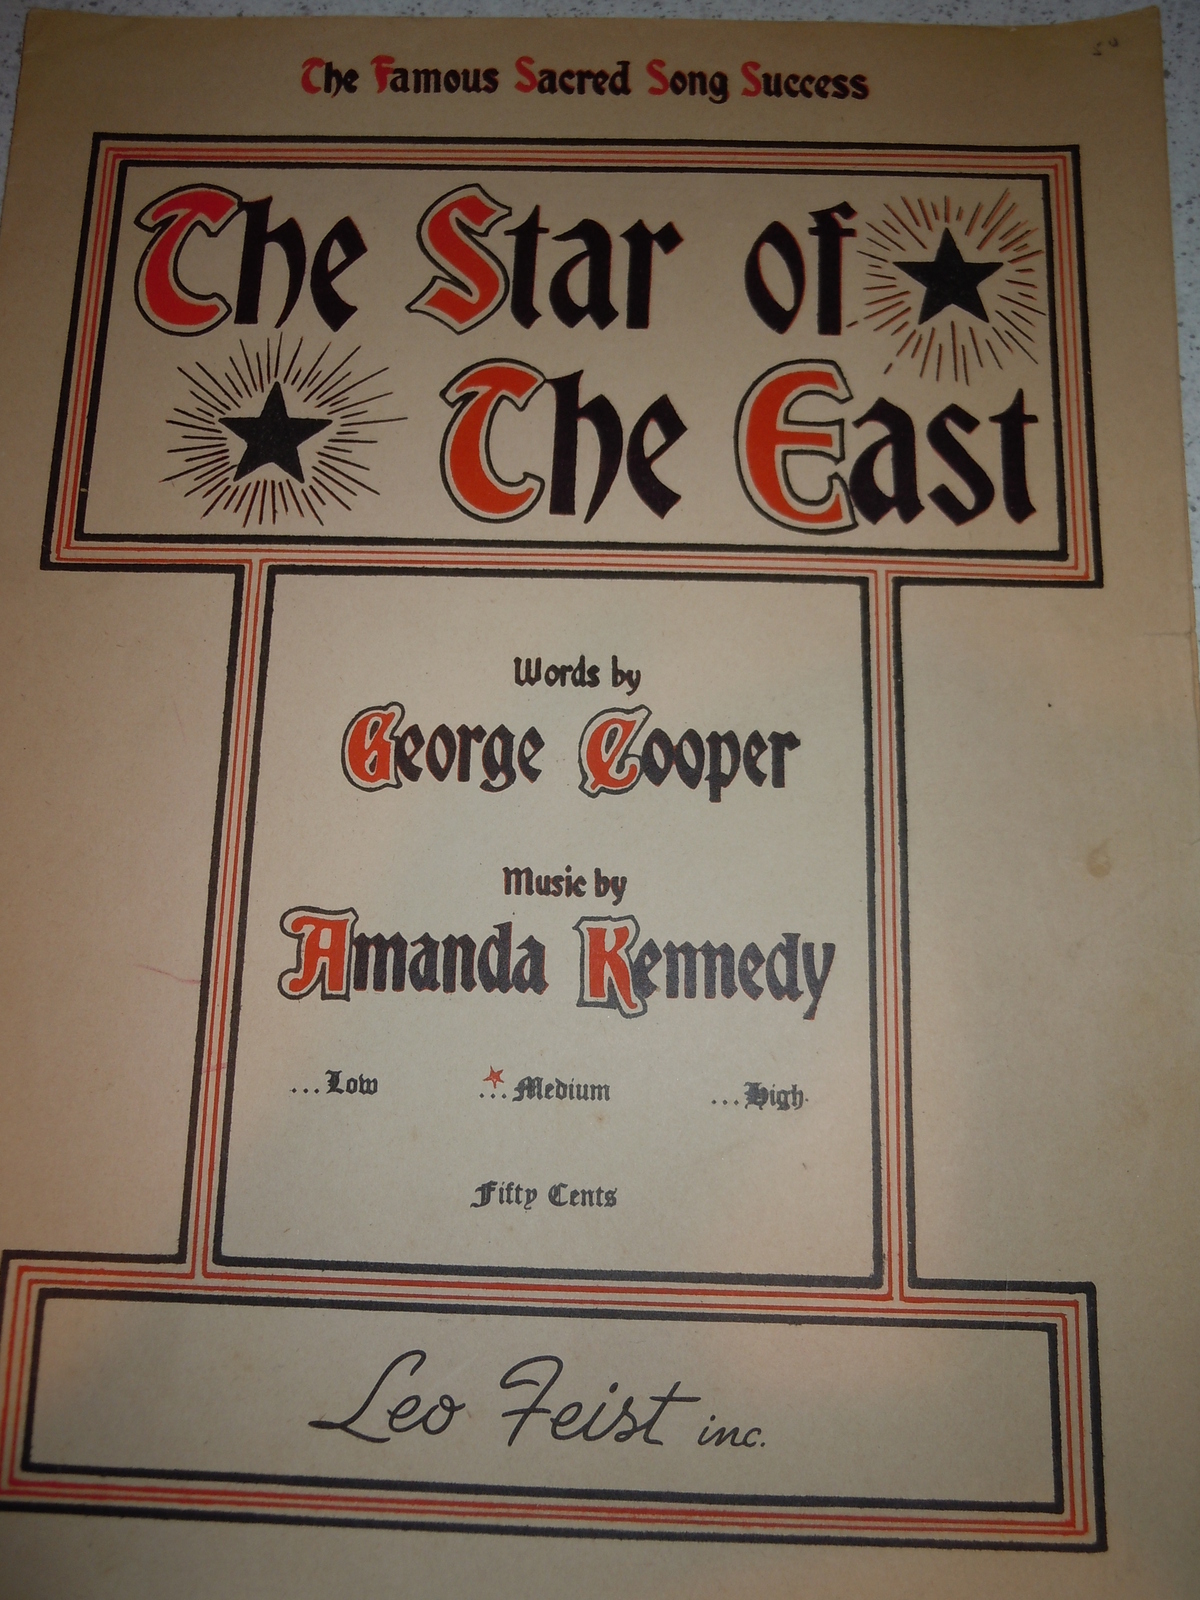 The Famous Sacred Song Success
The Star of
The East
Words by
George Cooper
Music by
Amanda Kennedy
...Low ...Medium ...High
Fifty Cents
Leo Feist inc.